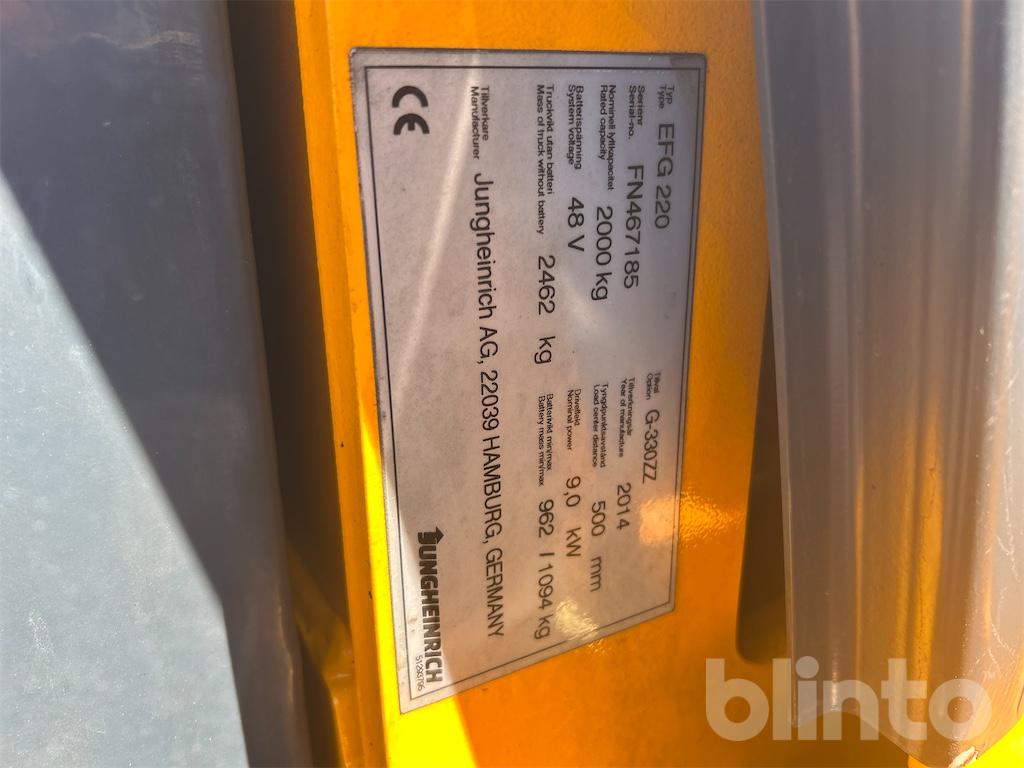 Typ
Type EFG 220
Tillval
Option G-330ZZ
Serienr
Serial-no. FN467185
Tillverkningsår
Year of manufacture 2014
Nominell lyftkapacitet
Rated capacity 2000 kg
Tyngdpunktsavstånd
Load center distance 500 mm
Batterispänning
System voltage 48 V
Driveffekt
Nominal power 9,0 kW
Truckvikt utan batteri
Mass of truck without battery 2462 kg
Batterivikt min/max
Battery mass min/max 962 / 1094 kg
Tillverkare
Manufacturer Jungheinrich AG, 22039 HAMBURG, GERMANY
CE
JUNGHEINRICH
blinto